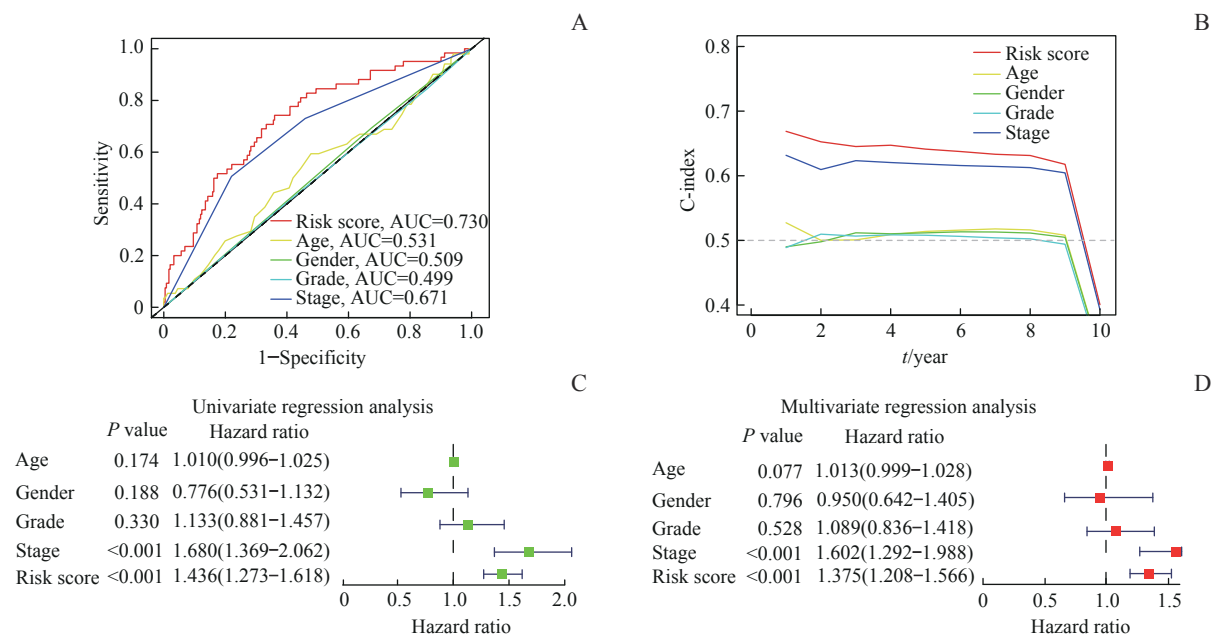 A
1.0
0.8
0.6
0.4
0.2
0
Sensitivity
Risk score, AUC=0.730
Age, AUC=0.531
Gender, AUC=0.509
Grade, AUC=0.499
Stage, AUC=0.671
0 0.2 0.4 0.6 0.8 1.0
1−Specificity
B
0.8
0.7
0.6
0.5
0.4
C-index
Risk score
Age
Gender
Grade
Stage
0 2 4 6 8 10
t/year
C
Univariate regression analysis
P value Hazard ratio
Age 0.174 1.010(0.996−1.025)
Gender 0.188 0.776(0.531−1.132)
Grade 0.330 1.133(0.881−1.457)
Stage <0.001 1.680(1.369−2.062)
Risk score <0.001 1.436(1.273−1.618)
0 0.5 1.0 1.5 2.0
Hazard ratio
D
Multivariate regression analysis
P value Hazard ratio
Age 0.077 1.013(0.999−1.028)
Gender 0.796 0.950(0.642−1.405)
Grade 0.528 1.089(0.836−1.418)
Stage <0.001 1.602(1.292−1.988)
Risk score <0.001 1.375(1.208−1.566)
0 0.5 1.0 1.5
Hazard ratio